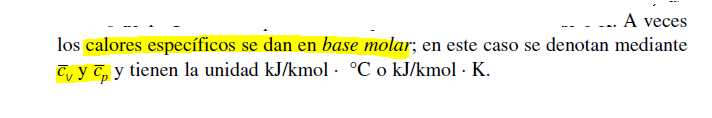 A veces
los calores específicos se dan en base molar; en este caso se denotan mediante
c̅ᵥ y c̅ₚ y tienen la unidad kJ/kmol · °C o kJ/kmol · K.